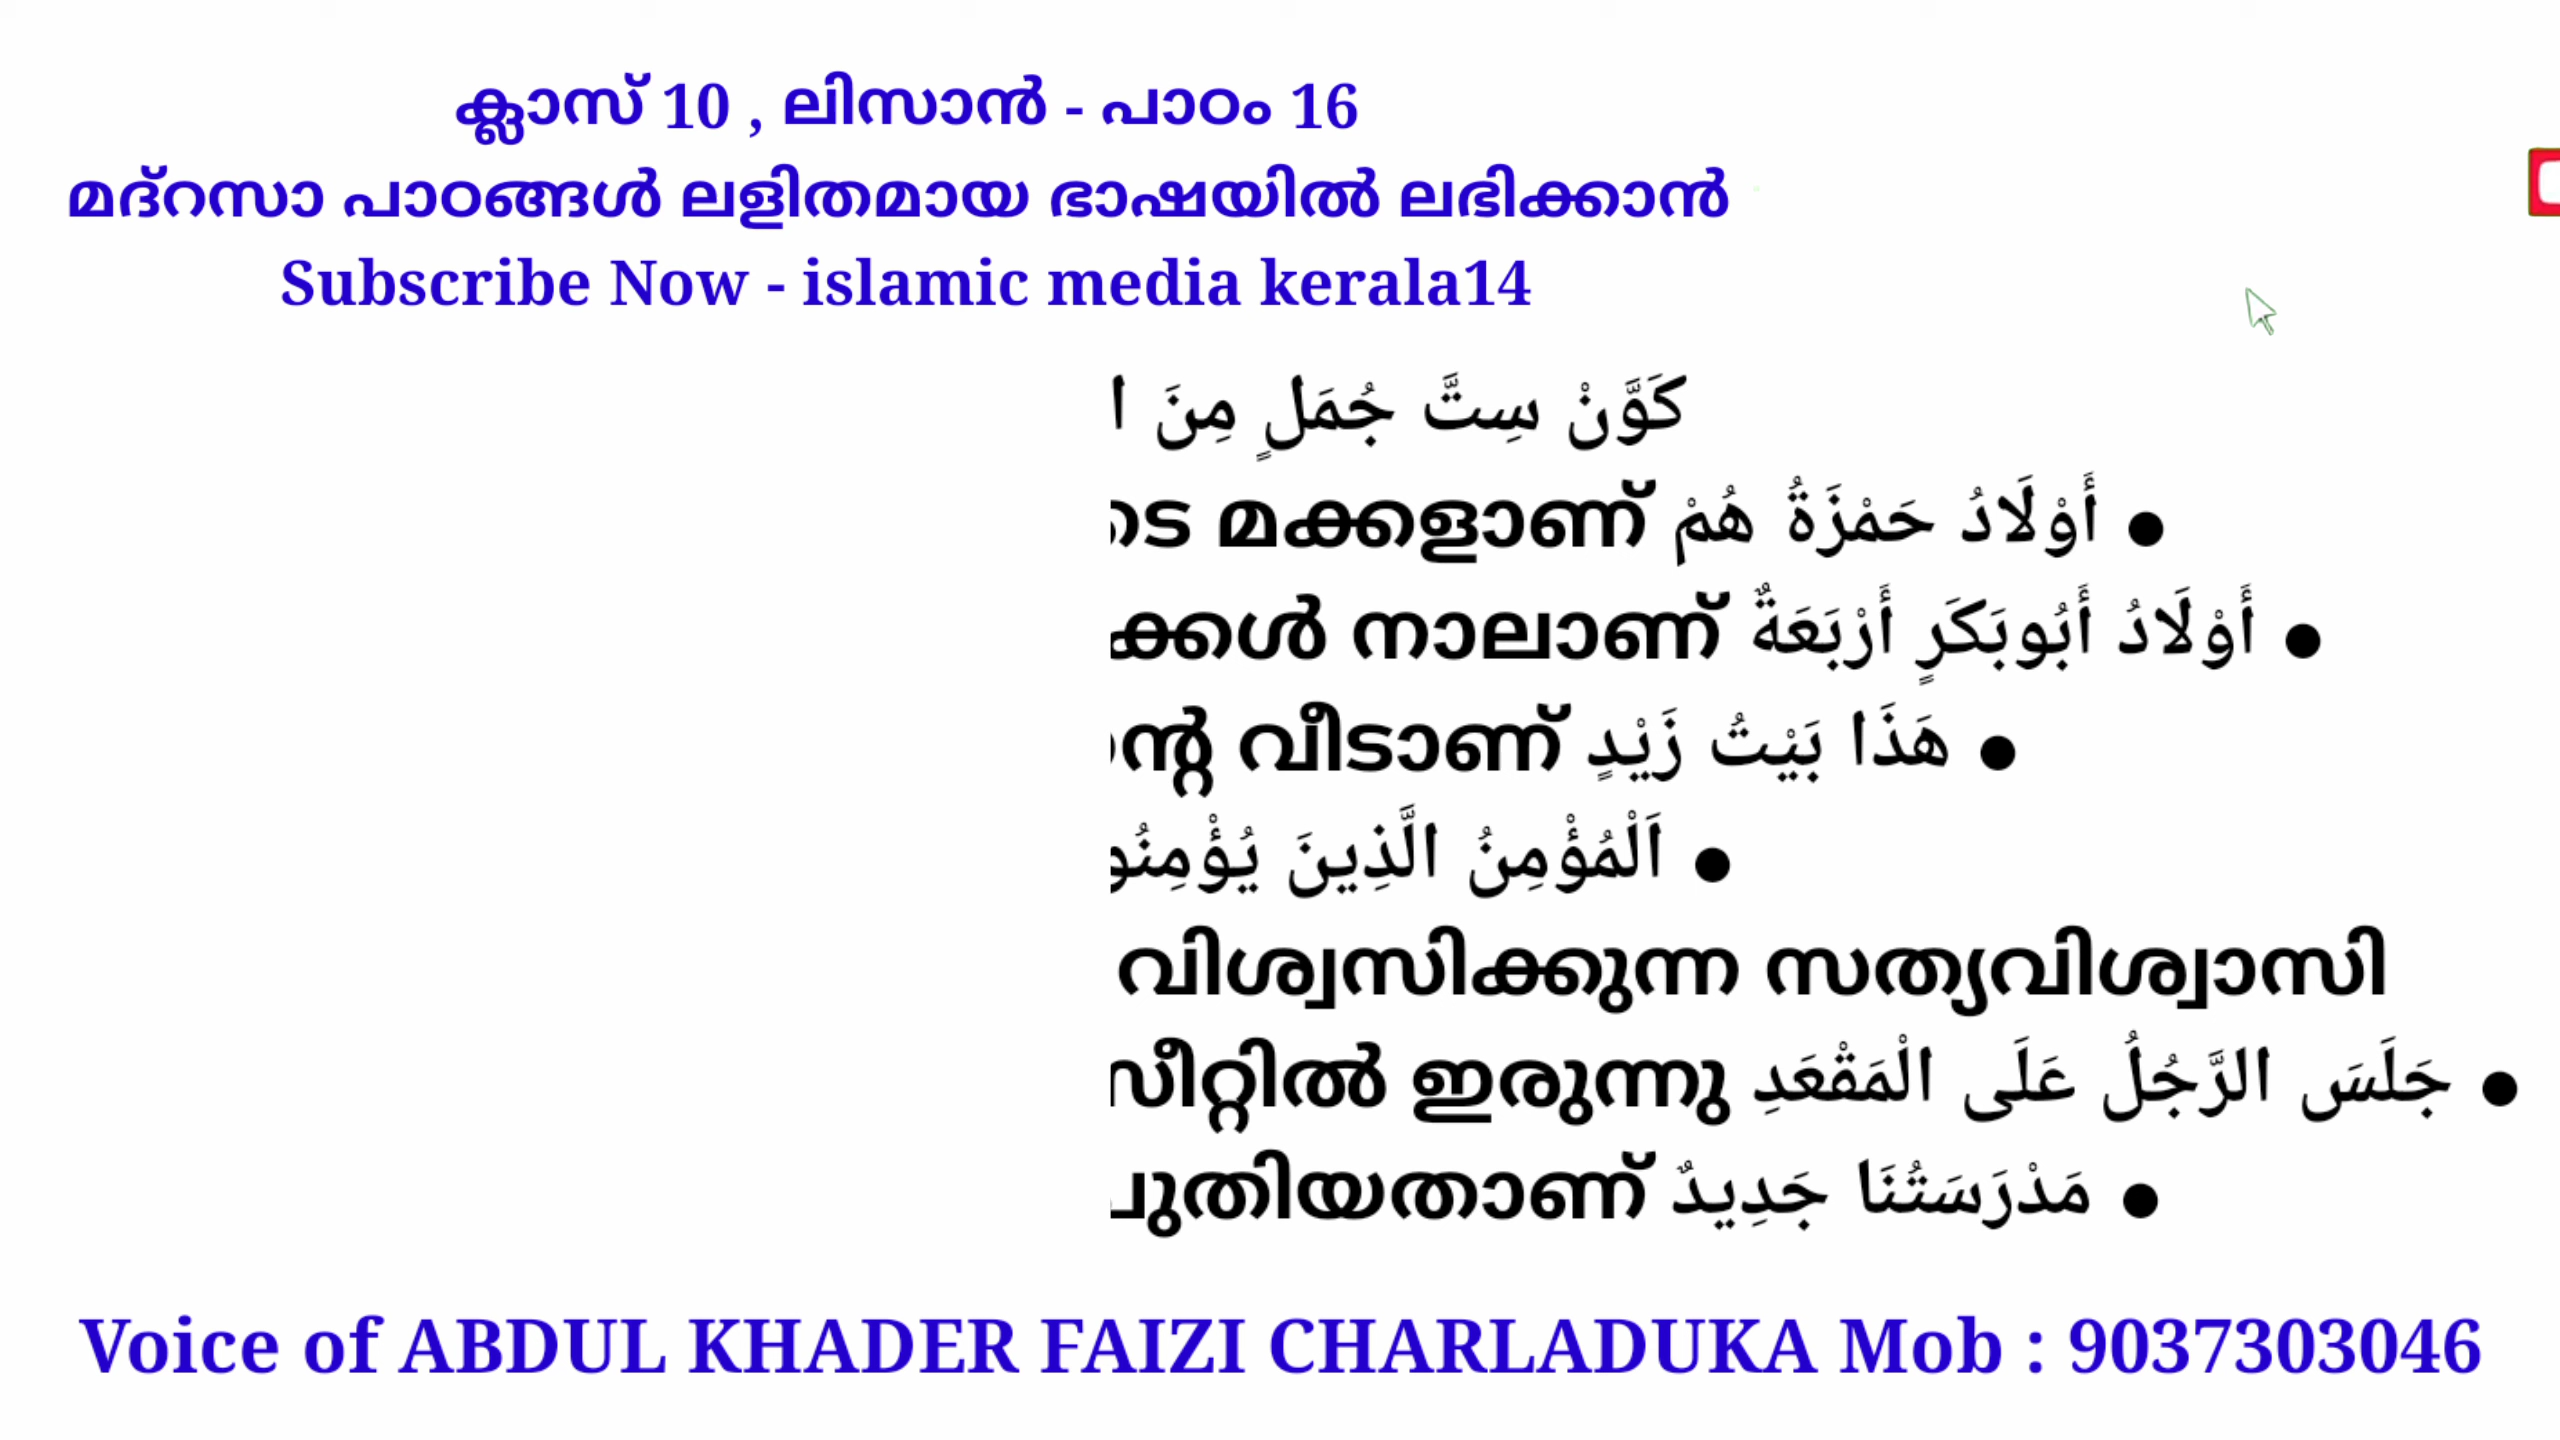 ക്ലാസ് 10 , ലിസാൻ - പാഠം 16
മദ്റസാ പാഠങ്ങൾ ലളിതമായ ഭാഷയിൽ ലഭിക്കാൻ
Subscribe Now - islamic media kerala14
كَوَّنْ سِتَّ جُمَلٍ مِنَ
● أَوْلَادُ حَمْزَةُ هُمْ മക്കളാണ്
● أَوْلَادُ أَبُوبَكَرٍ أَرْبَعَةٌ നാലാണ്
● هَذَا بَيْتُ زَيْدٍ വീടാണ്
● اَلْمُؤْمِنُ الَّذِينَ
വിശ്വസിക്കുന്ന സത്യവിശ്വാസി
● جَلَسَ الرَّجُلُ عَلَى الْمَقْعَدِ സീറ്റിൽ ഇരുന്നു
● مَدْرَسَتُنَا جَدِيدٌ പുതിയതാണ്
Voice of ABDUL KHADER FAIZI CHARLADUKA Mob : 9037303046